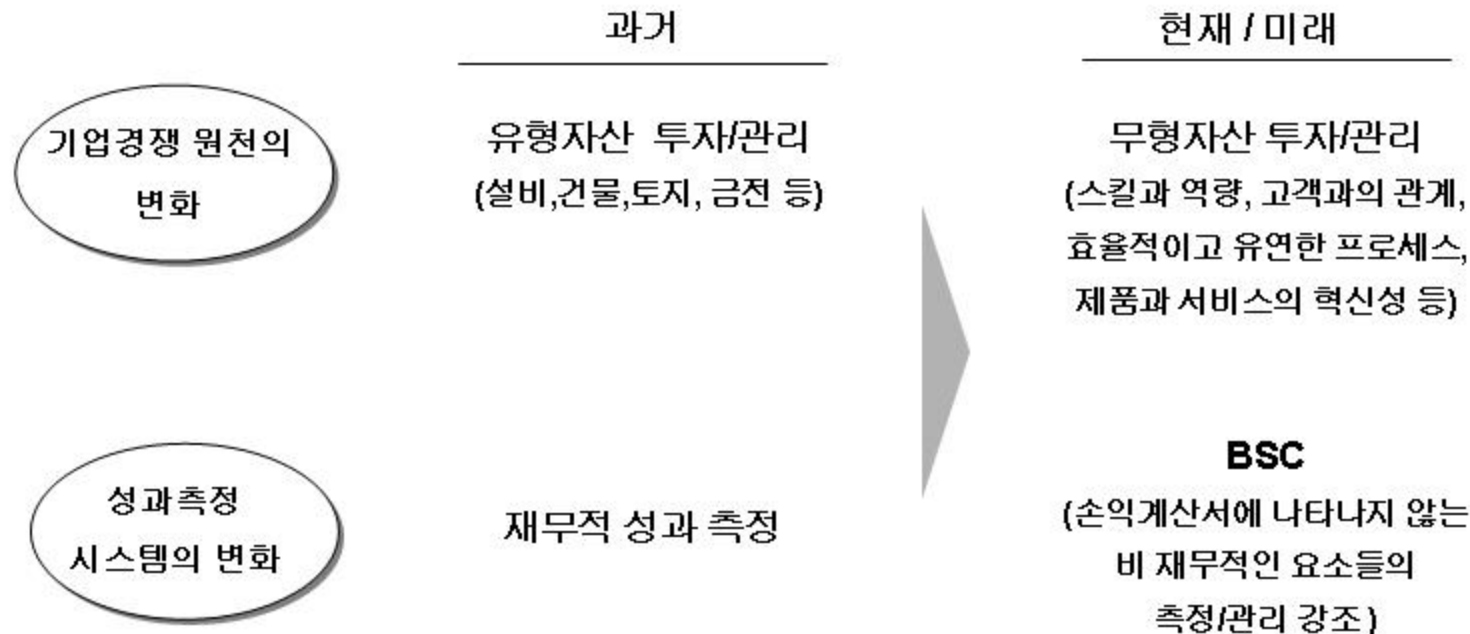 과거
현재 / 미래
기업경쟁 원천의
변화
유형자산 투자/관리
(설비,건물,토지, 금전 등)
무형자산 투자/관리
(스킬과 역량, 고객과의 관계,
효율적이고 유연한 프로세스,
제품과 서비스의 혁신성 등)
성과측정
시스템의 변화
재무적 성과 측정
BSC
(손익계산서에 나타나지 않는
비 재무적인 요소들의
측정/관리 강조)